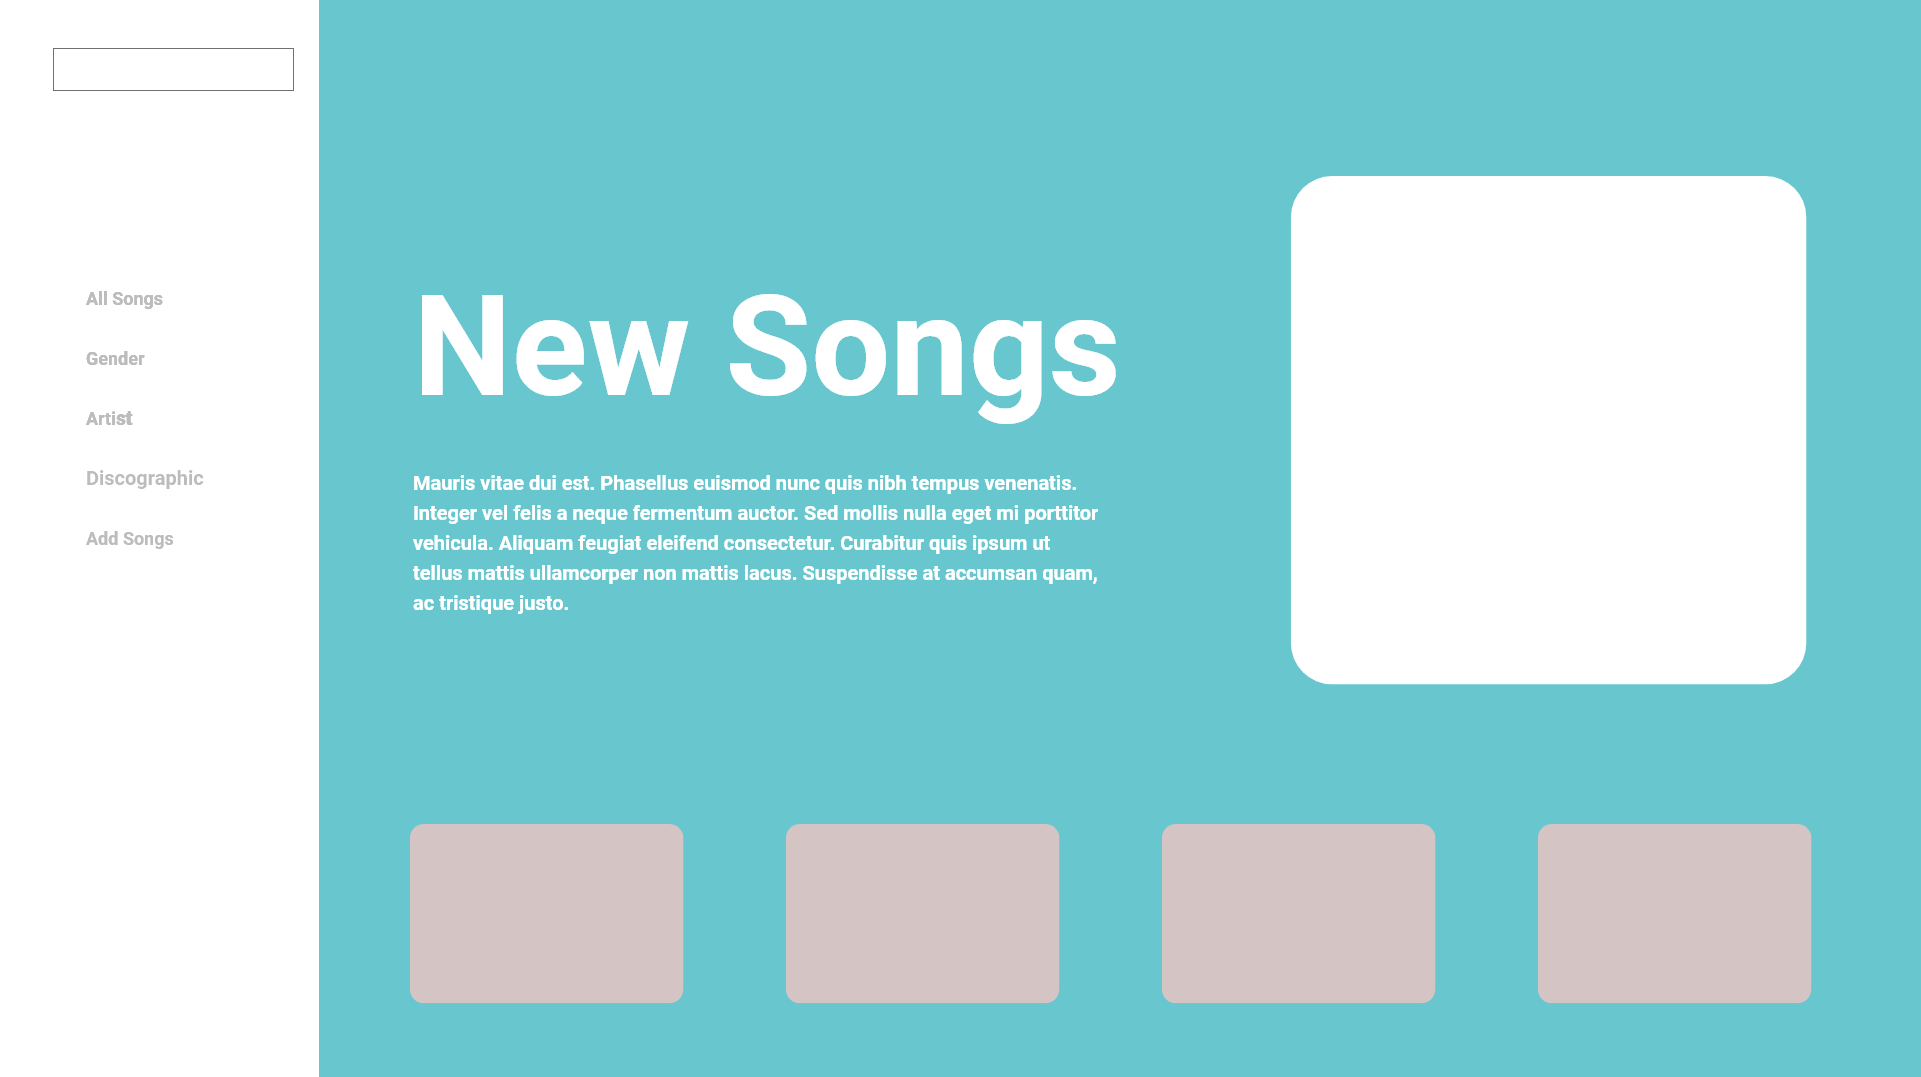 All Songs
Gender
Artist
Discographic
Add Songs
New Songs
Mauris vitae dui est. Phasellus euismod nunc quis nibh tempus venenatis.
Integer vel felis a neque fermentum auctor. Sed mollis nulla eget mi porttitor
vehicula. Aliquam feugiat eleifend consectetur. Curabitur quis ipsum ut
tellus mattis ullamcorper non mattis lacus. Suspendisse at accumsan quam,
ac tristique justo.